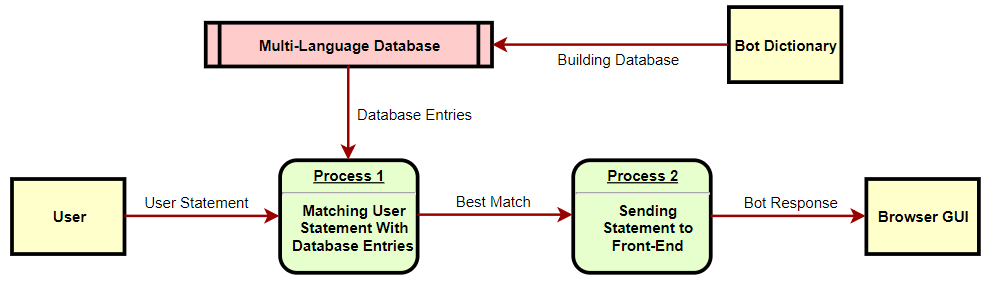 Multi-Language Database
Building Database
Bot Dictionary
Database Entries
User
User Statement
Process 1
Matching User
Statement With
Database Entries
Best Match
Process 2
Sending
Statement to
Front-End
Bot Response
Browser GUI